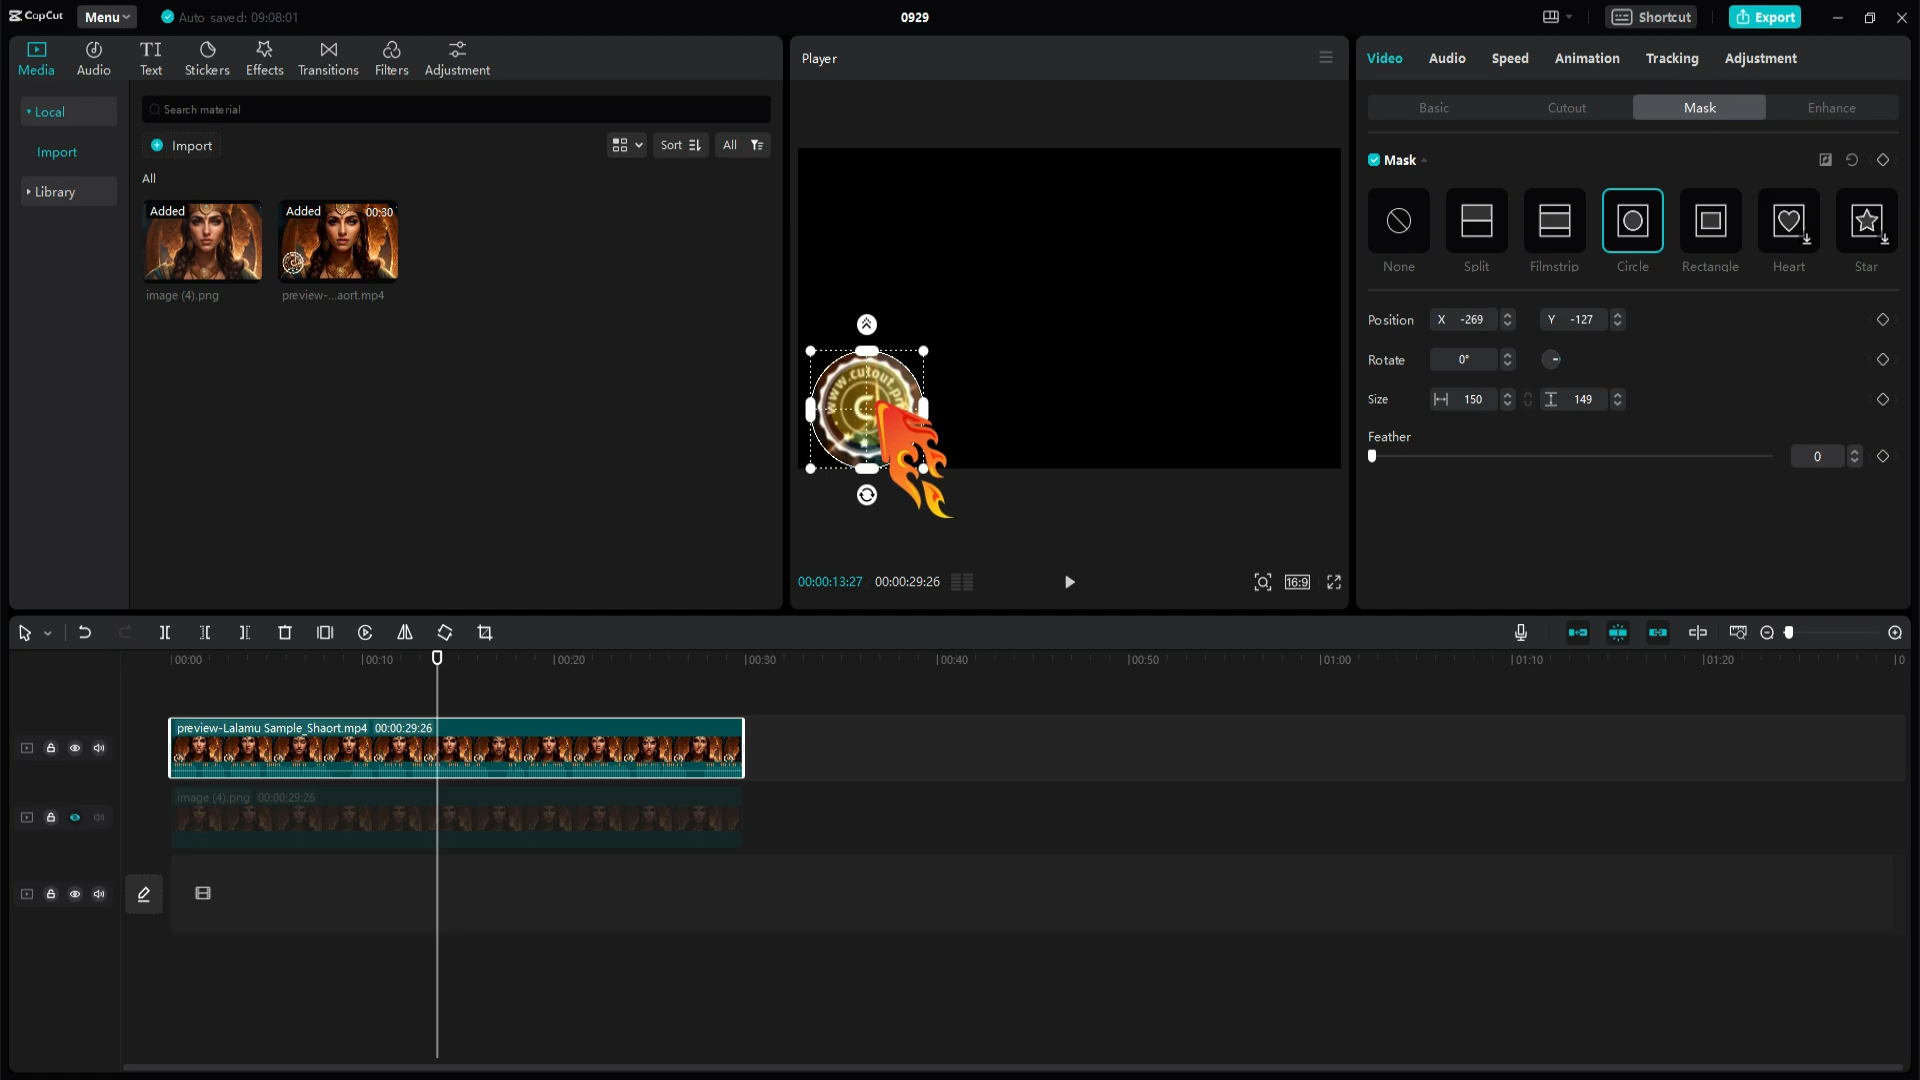 CapCut
Menu
Auto saved: 09:08:01
0929
Shortcut
Export
Media
Audio
Text
Stickers
Effects
Transitions
Filters
Adjustment
Local
Import
Library
Search material
Import
Sort
All
All
Added
Added
00:30
image (4).png
preview-...aort.mp4
Player
www.cutout.pr
00:00:13:27
00:00:29:26
16:9
Video
Audio
Speed
Animation
Tracking
Adjustment
Basic
Cutout
Mask
Enhance
Mask
None
Split
Filmstrip
Circle
Rectangle
Heart
Star
Position X -269 Y -127
Rotate 0°
Size 150 149
Feather
0
00:00
00:10
00:20
00:30
00:40
00:50
01:00
01:10
01:20
0
preview-Lalamu Sample_Shaort.mp4 00:00:29:26
image (4).png 00:00:29:26